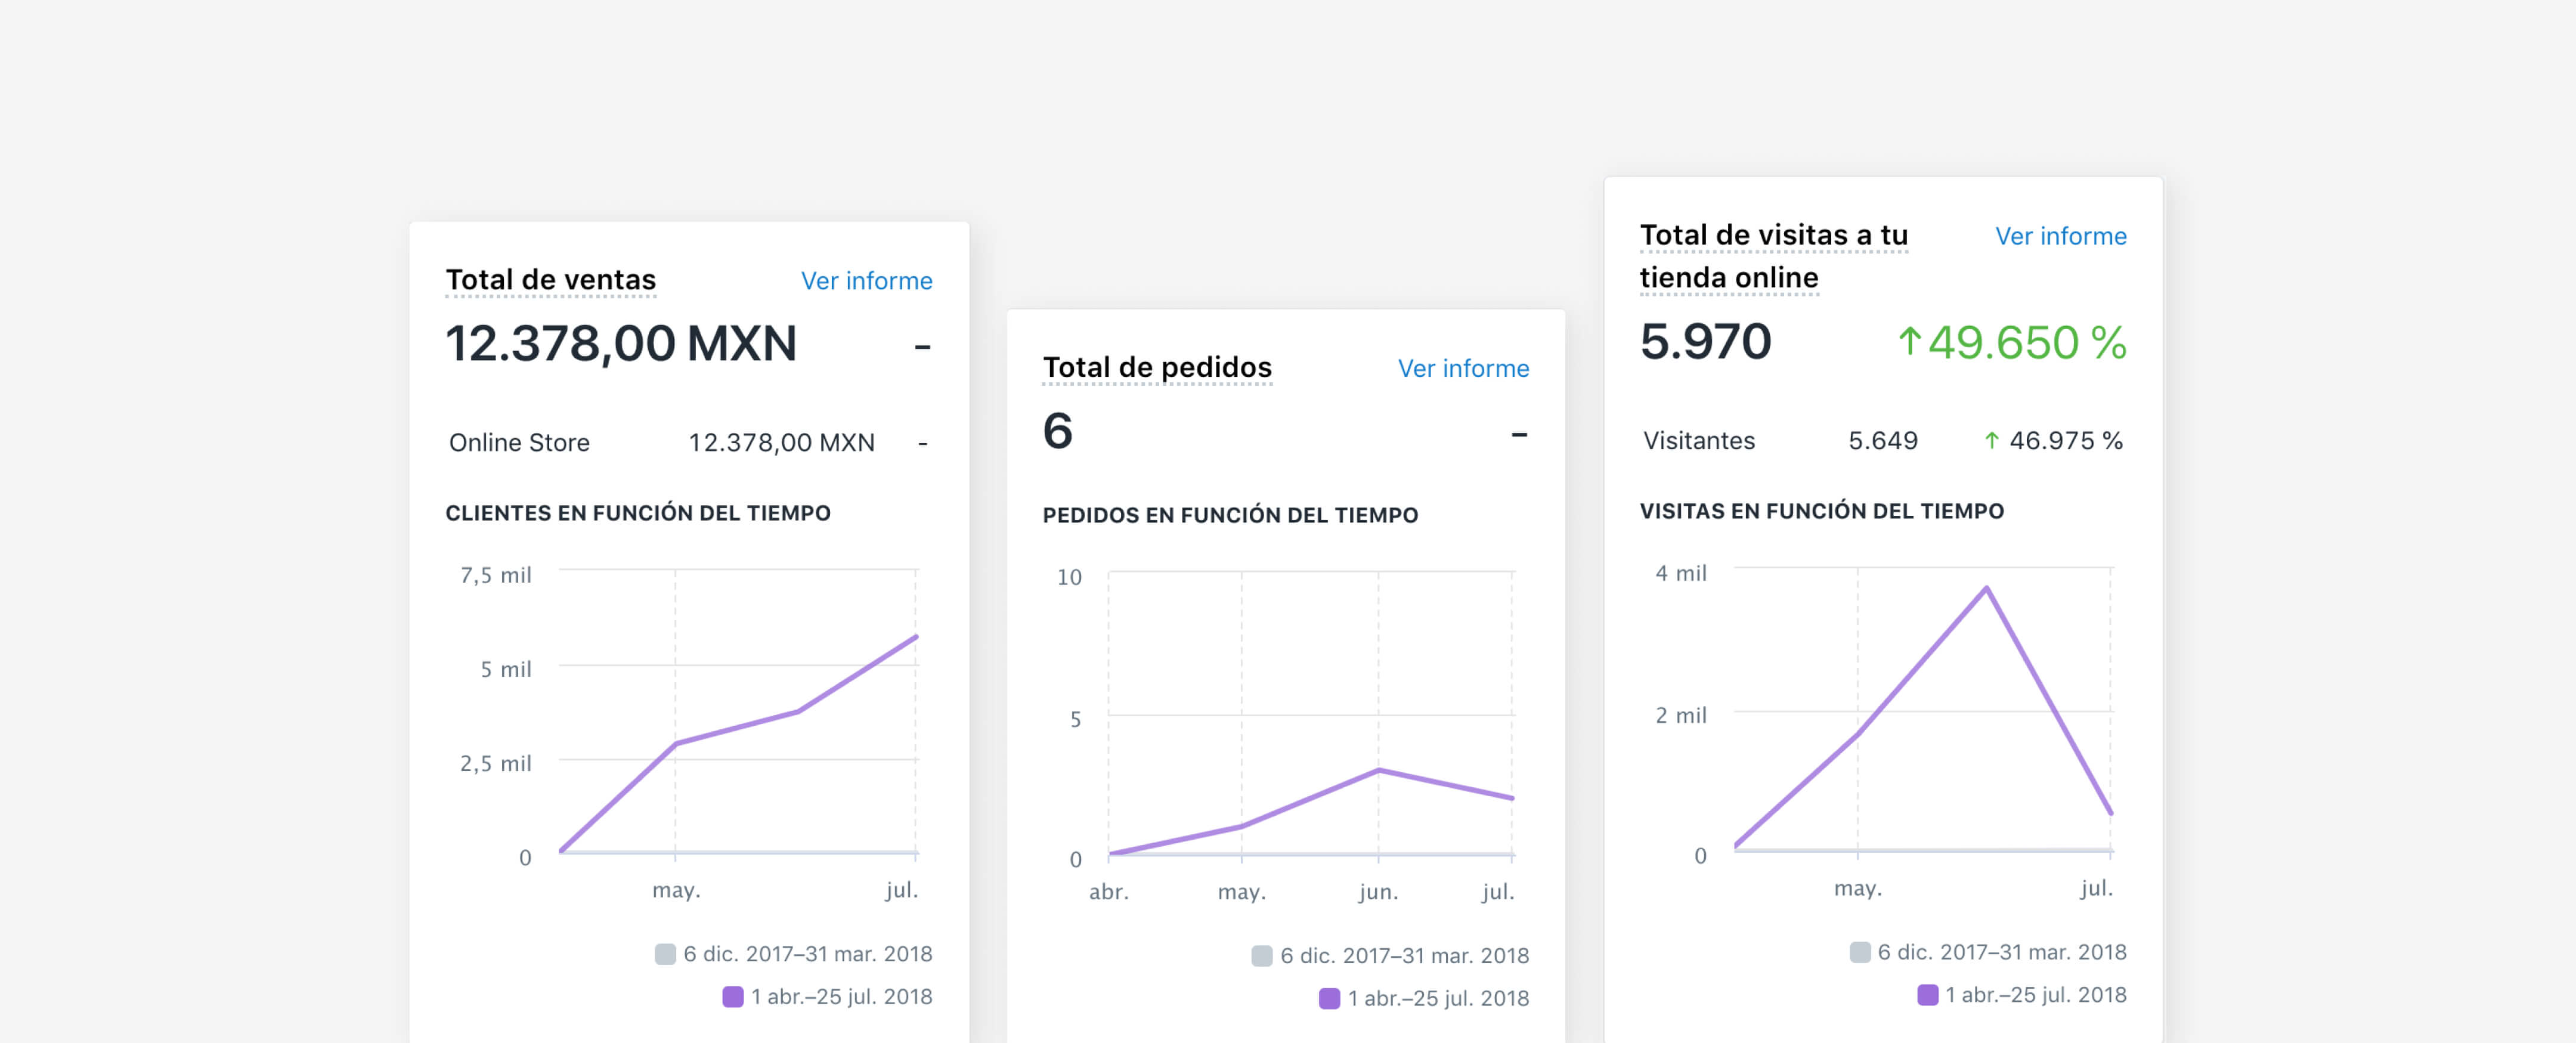 Total de ventas Ver informe
12.378,00 MXN -
Online Store 12.378,00 MXN -
CLIENTES EN FUNCIÓN DEL TIEMPO
7,5 mil
5 mil
2,5 mil
0
may. jul.
6 dic. 2017–31 mar. 2018
1 abr.–25 jul. 2018
Total de pedidos Ver informe
6 -
PEDIDOS EN FUNCIÓN DEL TIEMPO
10
5
0
abr. may. jun. jul.
6 dic. 2017–31 mar. 2018
1 abr.–25 jul. 2018
Total de visitas a tu Ver informe
tienda online
5.970 ↑49.650 %
Visitantes 5.649 ↑ 46.975 %
VISITAS EN FUNCIÓN DEL TIEMPO
4 mil
2 mil
0
may. jul.
6 dic. 2017–31 mar. 2018
1 abr.–25 jul. 2018